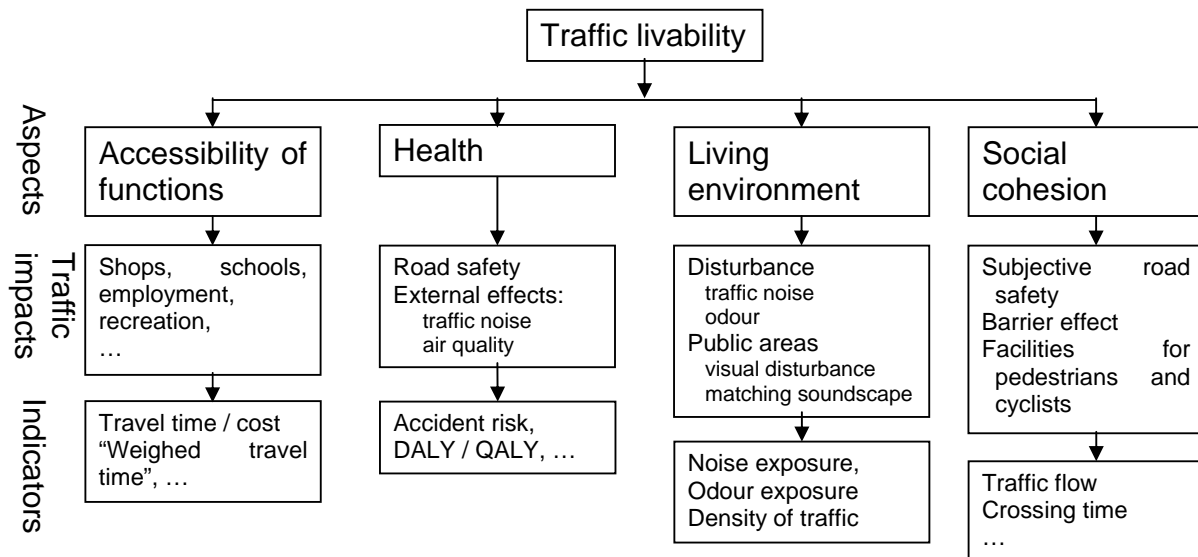 Traffic livability
Aspects
Accessibility of
functions
Health
Living
environment
Social
cohesion
Traffic
impacts
Shops, schools,
employment,
recreation,
…
Road safety
External effects:
traffic noise
air quality
Disturbance
traffic noise
odour
Public areas
visual disturbance
matching soundscape
Subjective road
safety
Barrier effect
Facilities for
pedestrians and
cyclists
Indicators
Travel time / cost
“Weighed travel
time”, …
Accident risk,
DALY / QALY, …
Noise exposure,
Odour exposure
Density of traffic
Traffic flow
Crossing time
…